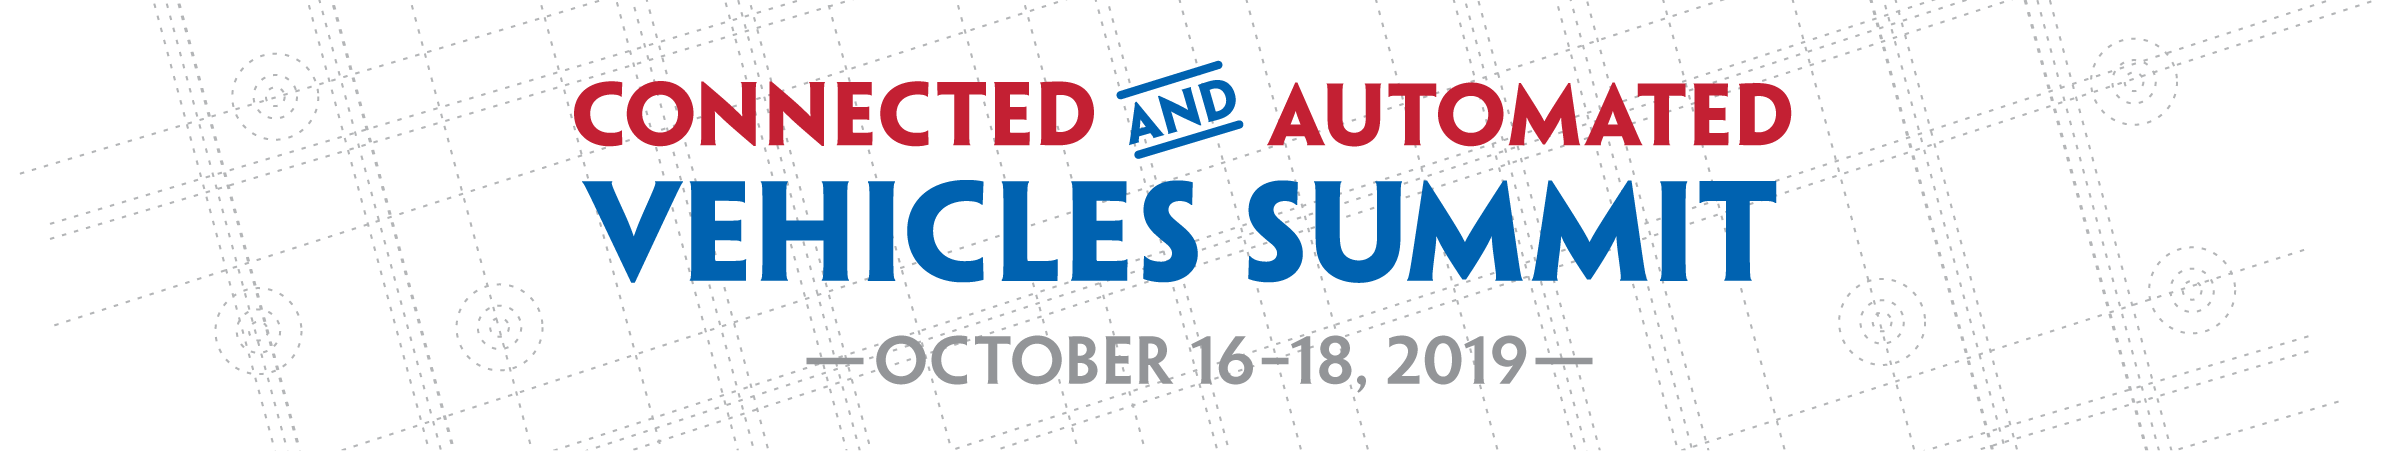 CONNECTED AND AUTOMATED
VEHICLES SUMMIT
—OCTOBER 16–18, 2019—